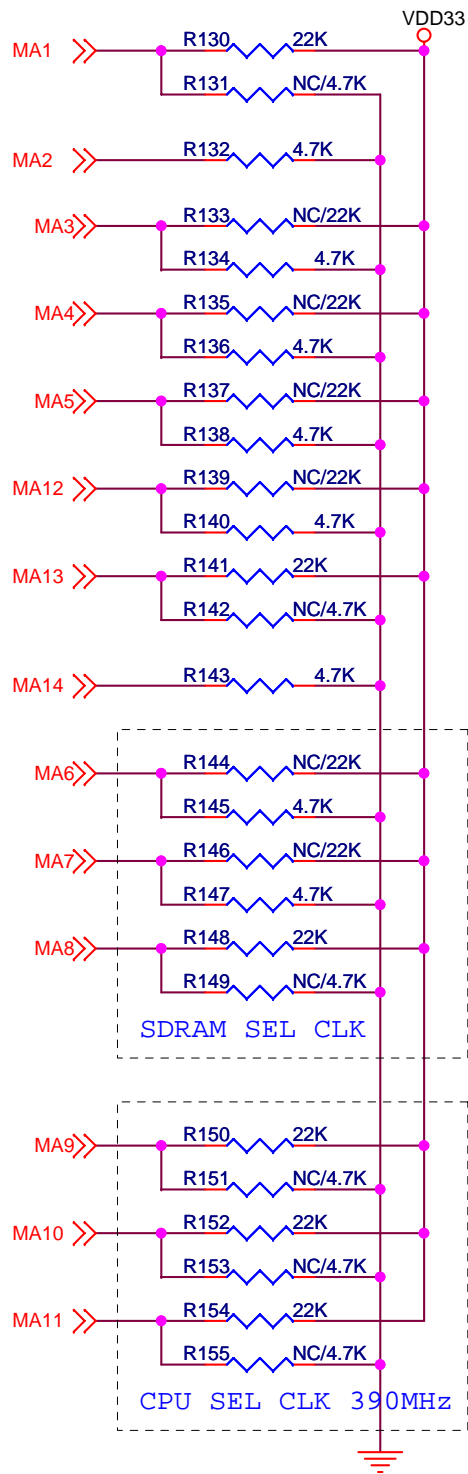 VDD33
MA1 R130 22K
R131 NC/4.7K
MA2 R132 4.7K
MA3 R133 NC/22K
R134 4.7K
MA4 R135 NC/22K
R136 4.7K
MA5 R137 NC/22K
R138 4.7K
MA12 R139 NC/22K
R140 4.7K
MA13 R141 22K
R142 NC/4.7K
MA14 R143 4.7K
MA6 R144 NC/22K
R145 4.7K
MA7 R146 NC/22K
R147 4.7K
MA8 R148 22K
R149 NC/4.7K
SDRAM SEL CLK
MA9 R150 22K
R151 NC/4.7K
MA10 R152 22K
R153 NC/4.7K
MA11 R154 22K
R155 NC/4.7K
CPU SEL CLK 390MHz